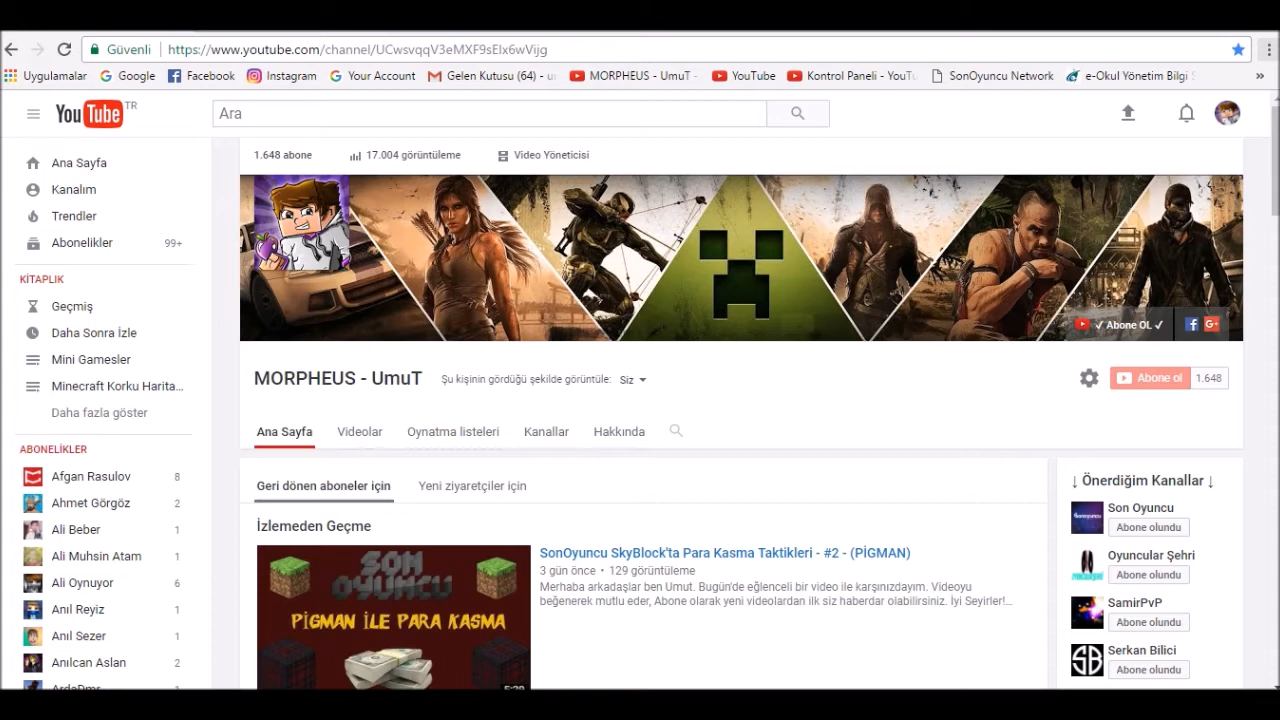 Güvenli https://www.youtube.com/channel/UCwsvqqV3eMXF9sElx6wVijg
Uygulamalar Google Facebook Instagram Your Account Gelen Kutusu (64) - MORPHEUS - UmuT - YouTube Kontrol Paneli - YouTu SonOyuncu Network e-Okul Yönetim Bilgi »
YouTube TR
Ara
1.648 abone 17.004 görüntüleme Video Yöneticisi
✓ Abone OL ✓
MORPHEUS - UmuT Şu kişinin gördüğü şekilde görüntüle: Siz
Abone ol 1.648
Ana Sayfa Videolar Oynatma listeleri Kanallar Hakkında
Geri dönen aboneler için Yeni ziyaretçiler için
İzlemeden Geçme
SON OYUNCU
PİGMAN İLE PARA KASMA
5:29
SonOyuncu SkyBlock'ta Para Kasma Taktikleri - #2 - (PİGMAN)
3 gün önce • 129 görüntüleme
Merhaba arkadaşlar ben Umut. Bugün'de eğlenceli bir video ile karşınızdayım. Videoyu
beğenerek mutlu eder, Abone olarak yeni videolardan ilk siz haberdar olabilirsiniz. İyi Seyirler!...
Ana Sayfa
Kanalım
Trendler
Abonelikler 99+
KİTAPLIK
Geçmiş
Daha Sonra İzle
Mini Gamesler
Minecraft Korku Harita...
Daha fazla göster
ABONELİKLER
Afgan Rasulov 8
Ahmet Görgöz 2
Ali Beber 1
Ali Muhsin Atam 1
Ali Oynuyor 6
Anıl Reyiz 1
Anıl Sezer 1
Anılcan Aslan 2
ArdaDmr 1
↓ Önerdiğim Kanallar ↓
Son Oyuncu
Abone olundu
Oyuncular Şehri
Abone olundu
SamirPvP
Abone olundu
Serkan Bilici
SB
Abone olundu